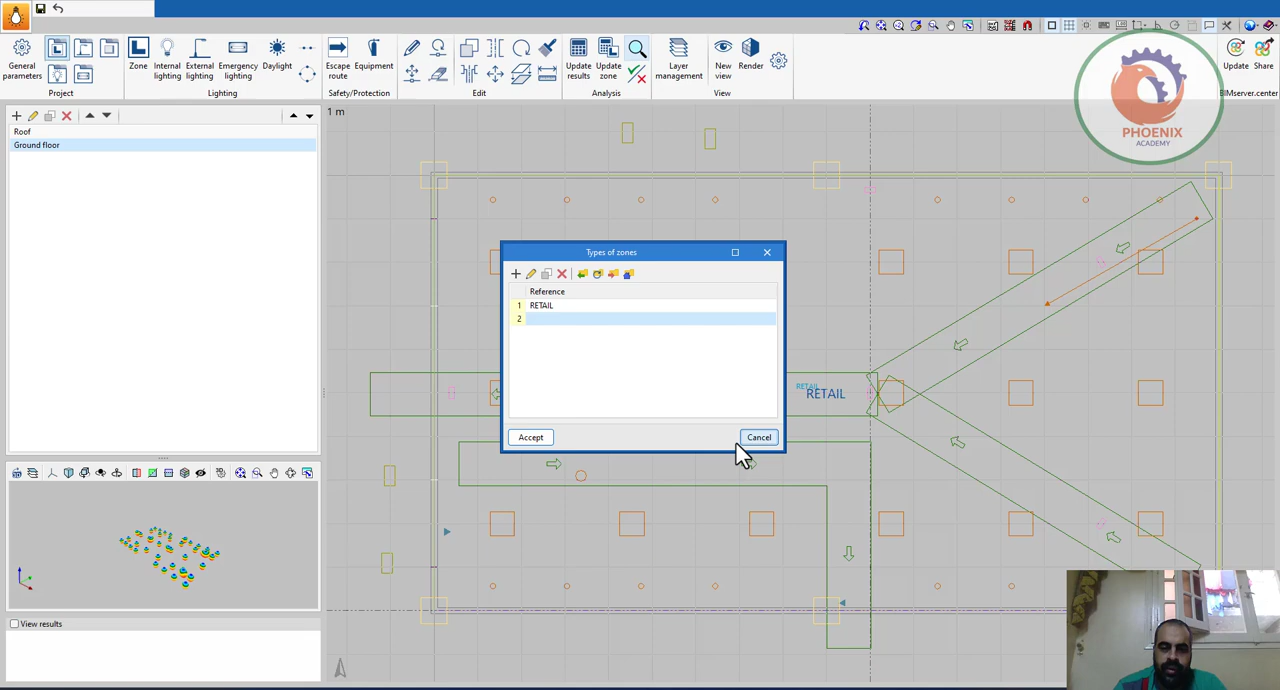 General parameters
Project
Zone
Internal lighting
External lighting
Emergency lighting
Daylight
Lighting
Escape route
Equipment
Safety/Protection
Edit
Update results
Update zone
Analysis
Layer management
New view
Render
View
Update
Share
BIMserver.center
PHOENIX
ACADEMY
Roof
Ground floor
1 m
Types of zones
Reference
1 RETAIL
2
Accept
Cancel
RETAIL
RETAIL
View results